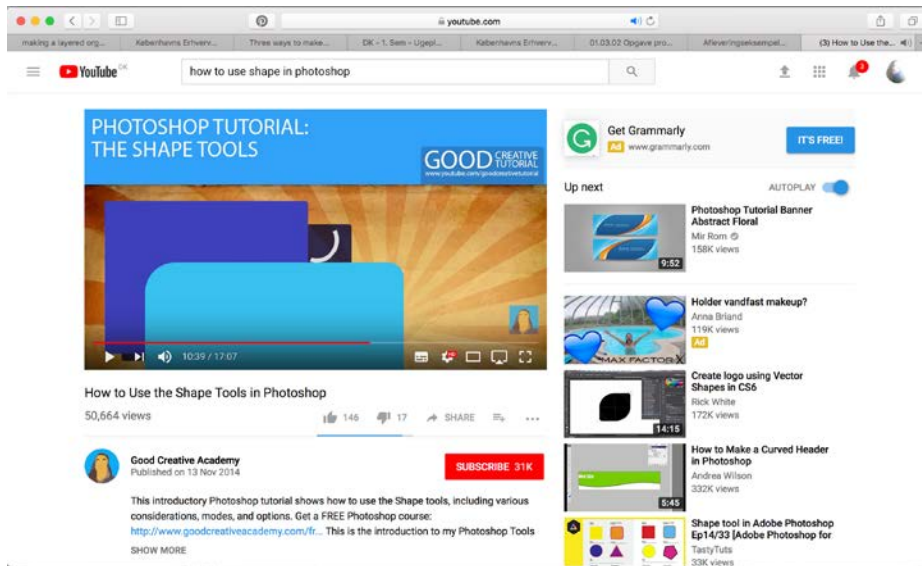 youtube.com
making a layered org...
Københavns Erhverv...
Three ways to make...
DK - 1. Sem - Ugepl...
Københavns Erhverv...
01.03.02 Opgave pro...
Afleveringseksempel...
(3) How to Use the...
YouTube DK
how to use shape in photoshop
3
PHOTOSHOP TUTORIAL:
THE SHAPE TOOLS
GOOD CREATIVE TUTORIAL
www.youtube.com/goodcreativetutorial
10:39 / 17:07
How to Use the Shape Tools in Photoshop
50,664 views
146
17
SHARE
Good Creative Academy
Published on 13 Nov 2014
SUBSCRIBE 31K
This introductory Photoshop tutorial shows how to use the Shape tools, including various
considerations, modes, and options. Get a FREE Photoshop course:
http://www.goodcreativeacademy.com/fr... This is the introduction to my Photoshop Tools
SHOW MORE
Get Grammarly
Ad www.grammarly.com
IT'S FREE!
Up next
AUTOPLAY
Photoshop Tutorial Banner
Abstract Floral
Mir Rom
158K views
9:52
Holder vandfast makeup?
Anna Briand
119K views
Ad
MAX FACTOR X
Create logo using Vector
Shapes in CS6
Rick White
172K views
14:15
How to Make a Curved Header
in Photoshop
Andrea Wilson
332K views
5:45
Shape tool in Adobe Photoshop
Ep14/33 [Adobe Photoshop for
TastyTuts
33K views